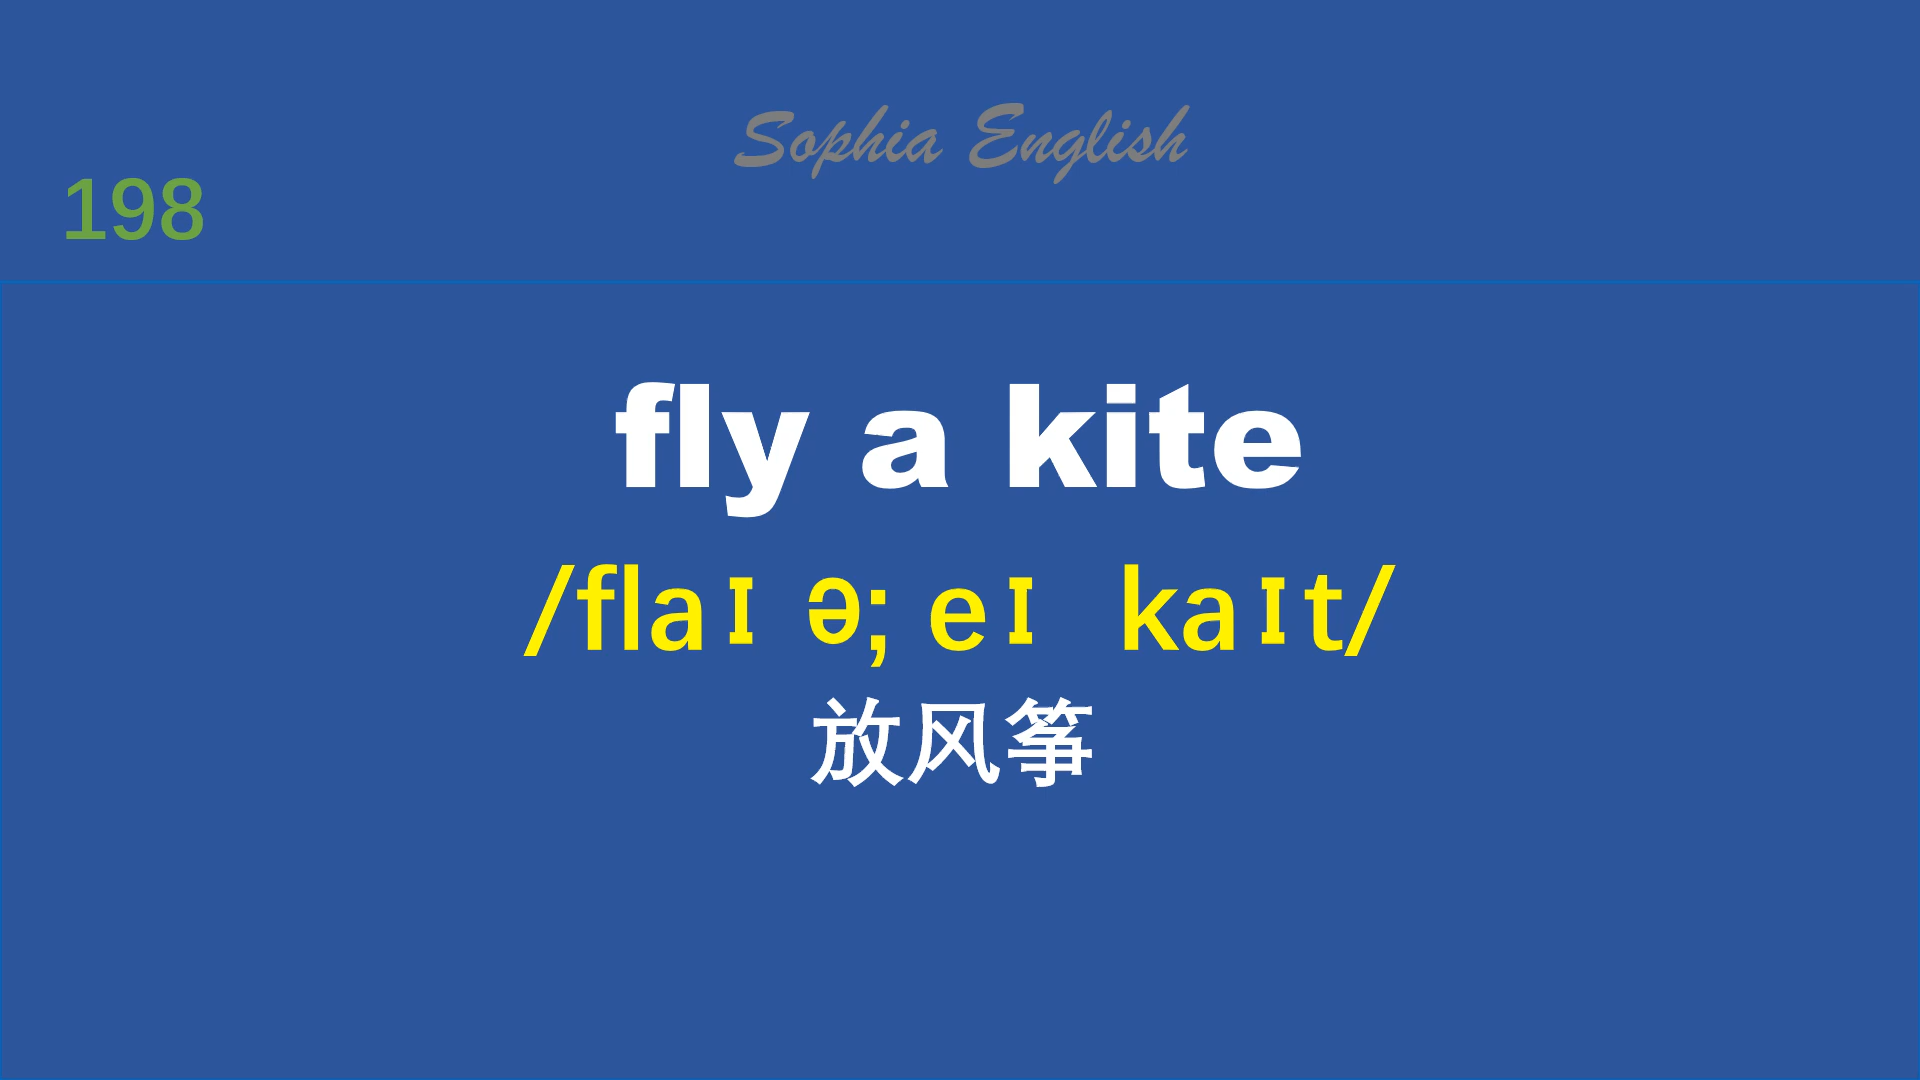 Sophia English
198
fly a kite
/flaɪ ə; eɪ kaɪt/
放风筝